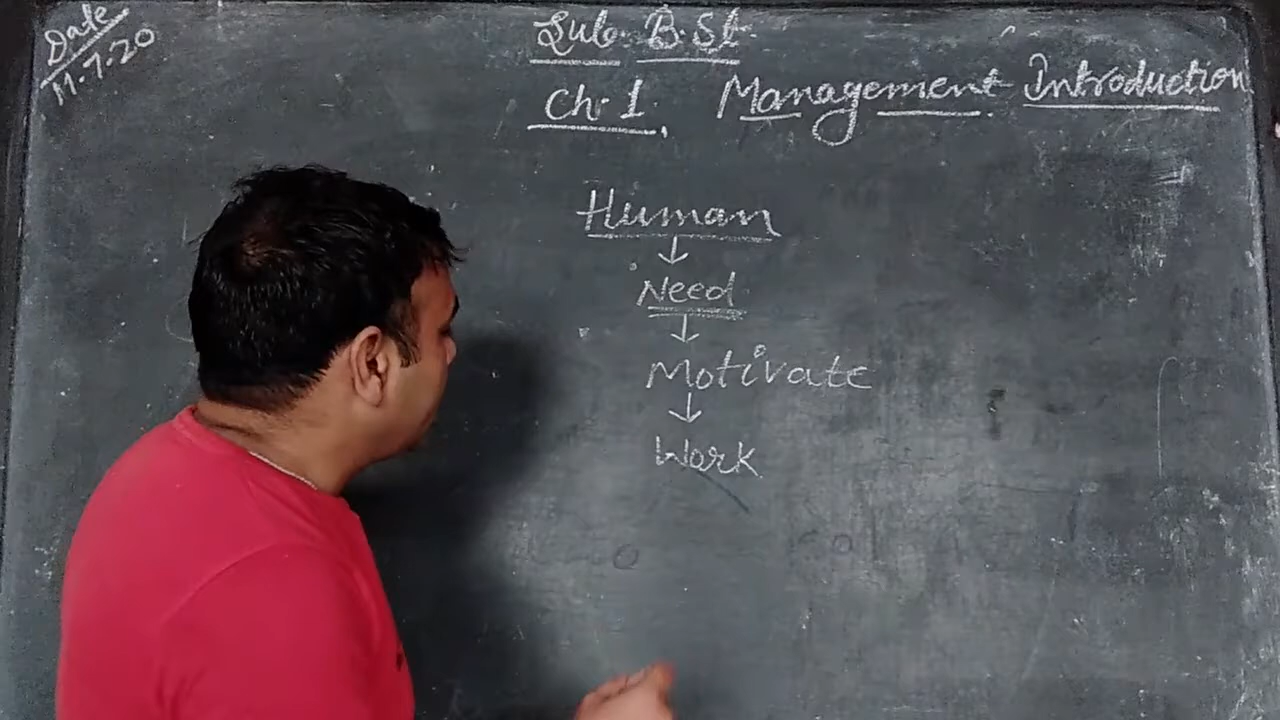 Date
11.7.20
Sub. B.St
Ch. 1. Management Introduction
Human
↓
Need
↓
Motivate
↓
Work